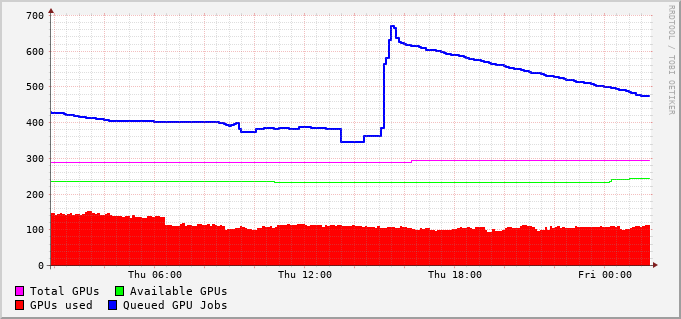 700
600
500
400
300
200
100
0
Thu 06:00 Thu 12:00 Thu 18:00 Fri 00:00
Total GPUs Available GPUs
GPUs used Queued GPU Jobs
RRDTOOL / TOBI OETIKER